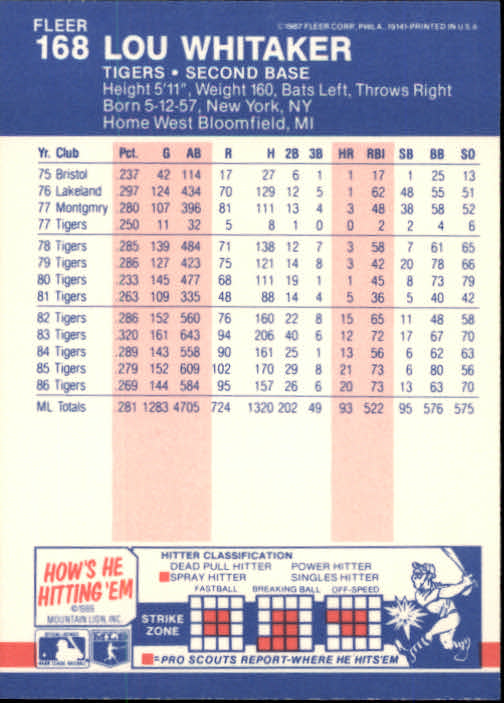 FLEER
©1987 FLEER CORP., PHILA. 19141-PRINTED IN U.S.A
168 LOU WHITAKER
TIGERS • SECOND BASE
Height 5'11", Weight 160, Bats Left, Throws Right
Born 5-12-57, New York, NY
Home West Bloomfield, MI
Yr. Club Pct. G AB R H 2B 3B HR RBI SB BB SO
75 Bristol .237 42 114 17 27 6 1 1 17 1 25 13
76 Lakeland .297 124 434 70 129 12 5 1 62 48 55 51
77 Montgmry .280 107 396 81 111 13 4 3 48 38 58 52
77 Tigers .250 11 32 5 8 1 0 0 2 2 4 6
78 Tigers .285 139 484 71 138 12 7 3 58 7 61 65
79 Tigers .286 127 423 75 121 14 8 3 42 20 78 66
80 Tigers .233 145 477 68 111 19 1 1 45 8 73 79
81 Tigers .263 109 335 48 88 14 4 5 36 5 40 42
82 Tigers .286 152 560 76 160 22 8 15 65 11 48 58
83 Tigers .320 161 643 94 206 40 6 12 72 17 67 70
84 Tigers .289 143 558 90 161 25 1 13 56 6 62 63
85 Tigers .279 152 609 102 170 29 8 21 73 6 80 56
86 Tigers .269 144 584 95 157 26 6 20 73 13 63 70
ML Totals .281 1283 4705 724 1320 202 49 93 522 95 576 575
HOW'S HE
HITTING 'EM
©1986
MOUNTAIN LION, INC.
HITTER CLASSIFICATION
DEAD PULL HITTER POWER HITTER
SPRAY HITTER SINGLES HITTER
FASTBALL BREAKING BALL OFF-SPEED
STRIKE
ZONE
=PRO SCOUTS REPORT-WHERE HE HITS'EM